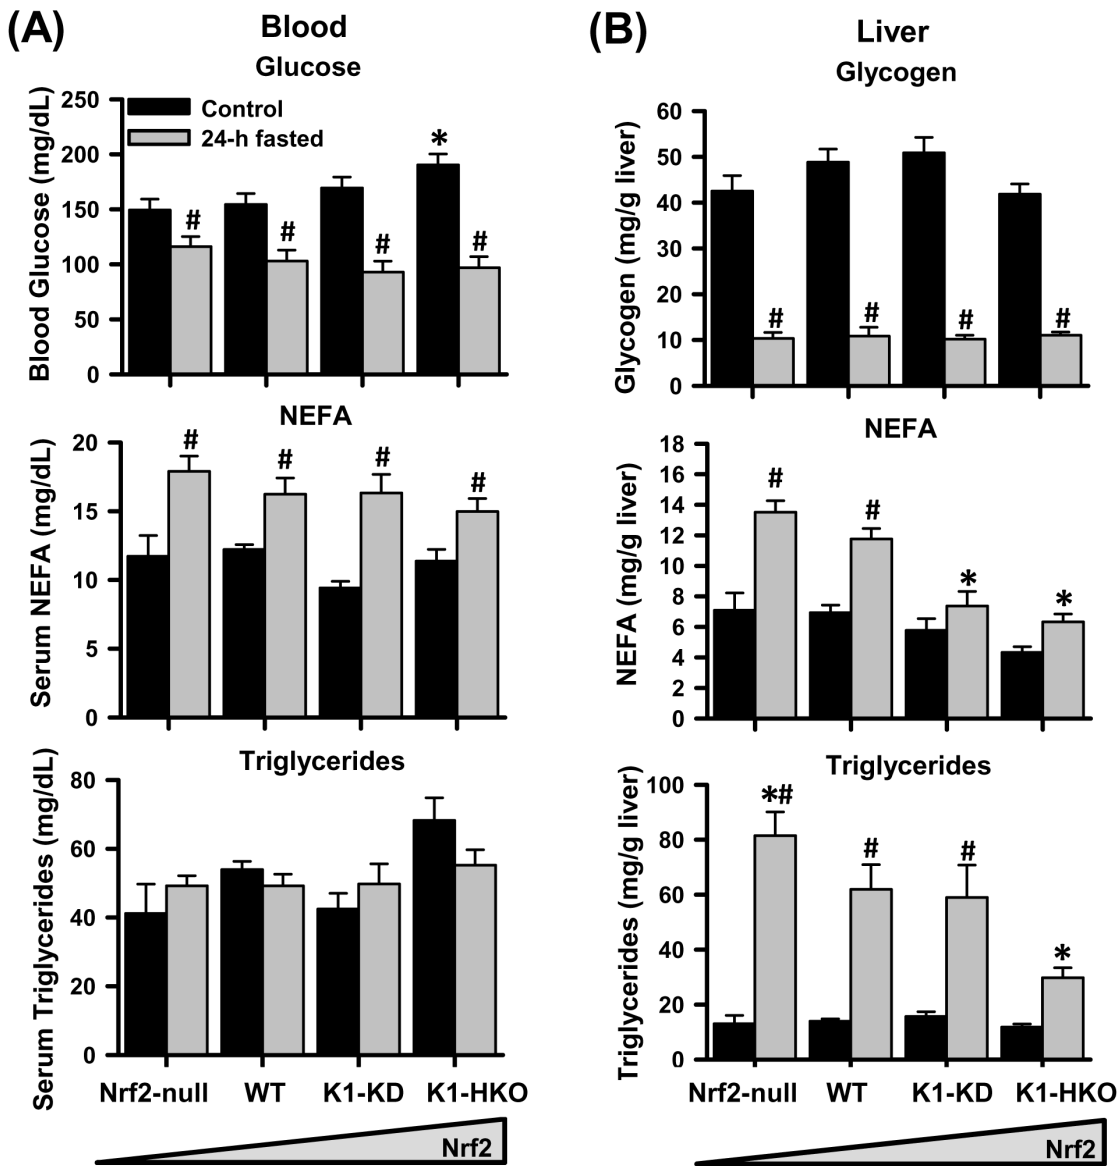 (A)
Blood
Glucose
Blood Glucose (mg/dL)
250
200
150
100
50
0
Control
24-h fasted
#
#
#
*
#
NEFA
Serum NEFA (mg/dL)
20
15
10
5
0
#
#
#
#
Triglycerides
Serum Triglycerides (mg/dL)
80
60
40
20
0
Nrf2-null WT K1-KD K1-HKO
Nrf2
(B)
Liver
Glycogen
Glycogen (mg/g liver)
60
50
40
30
20
10
0
#
#
#
#
NEFA
NEFA (mg/g liver)
18
16
14
12
10
8
6
4
2
0
#
#
*
*
Triglycerides
Triglycerides (mg/g liver)
100
80
60
40
20
0
*#
#
#
*
Nrf2-null WT K1-KD K1-HKO
Nrf2